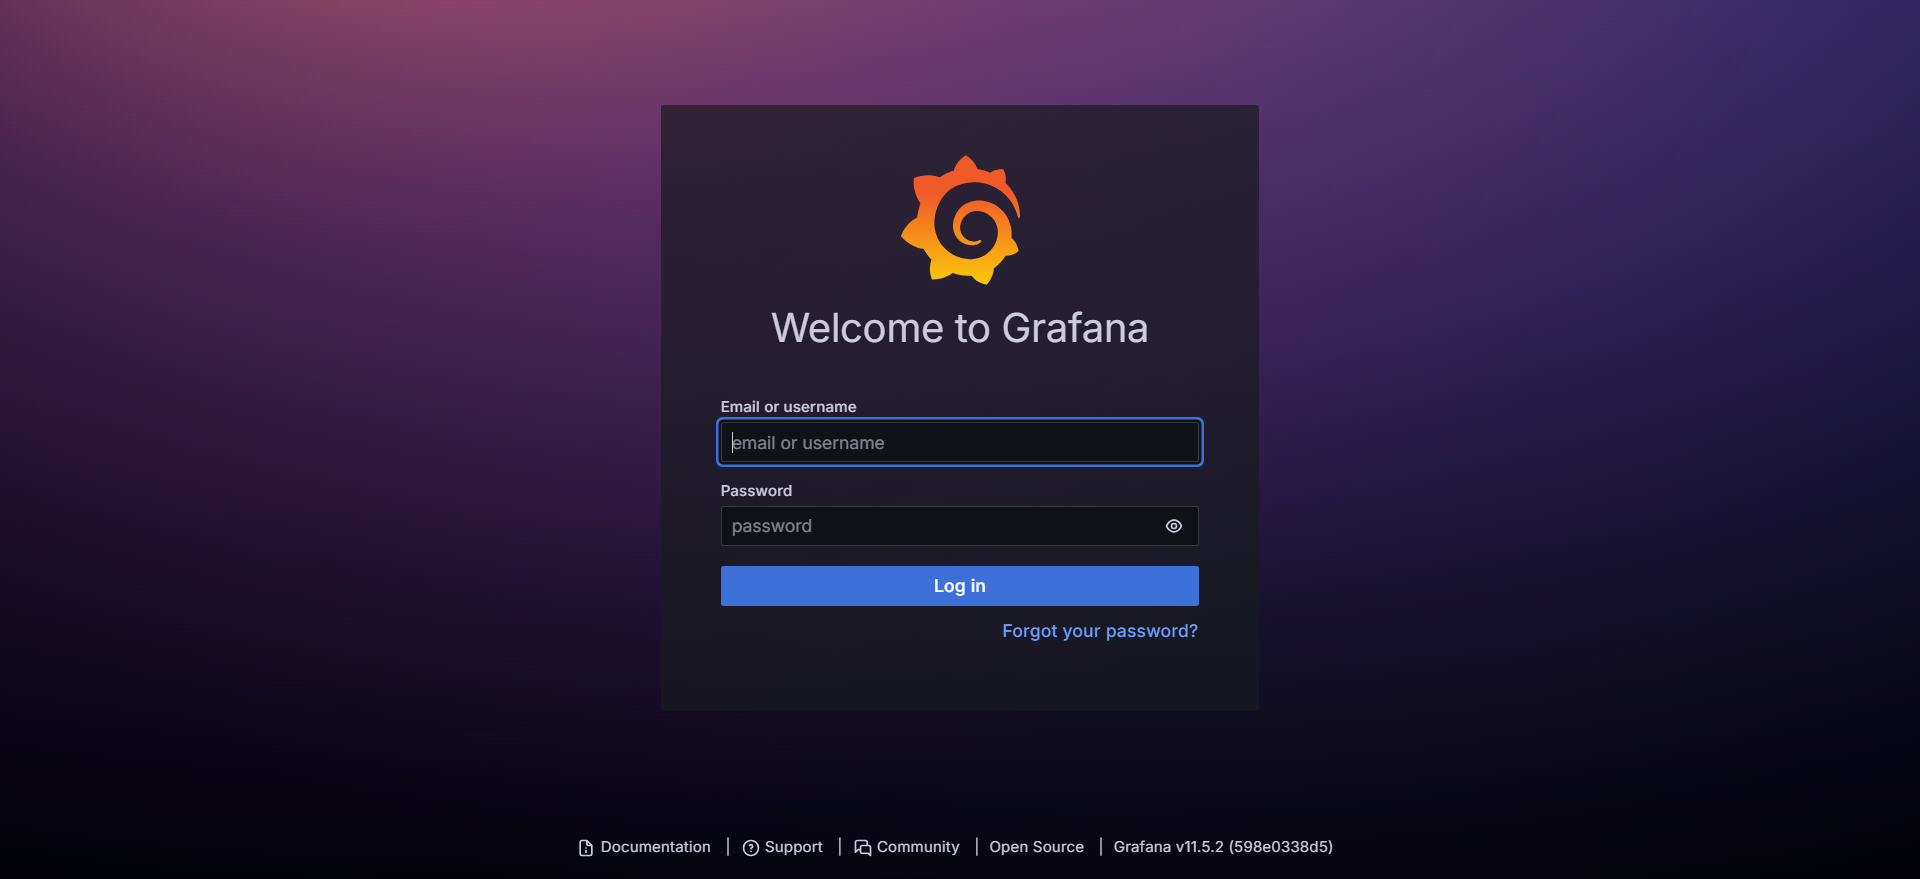 Welcome to Grafana
Email or username
email or username
Password
password
Log in
Forgot your password?
Documentation | Support | Community | Open Source | Grafana v11.5.2 (598e0338d5)